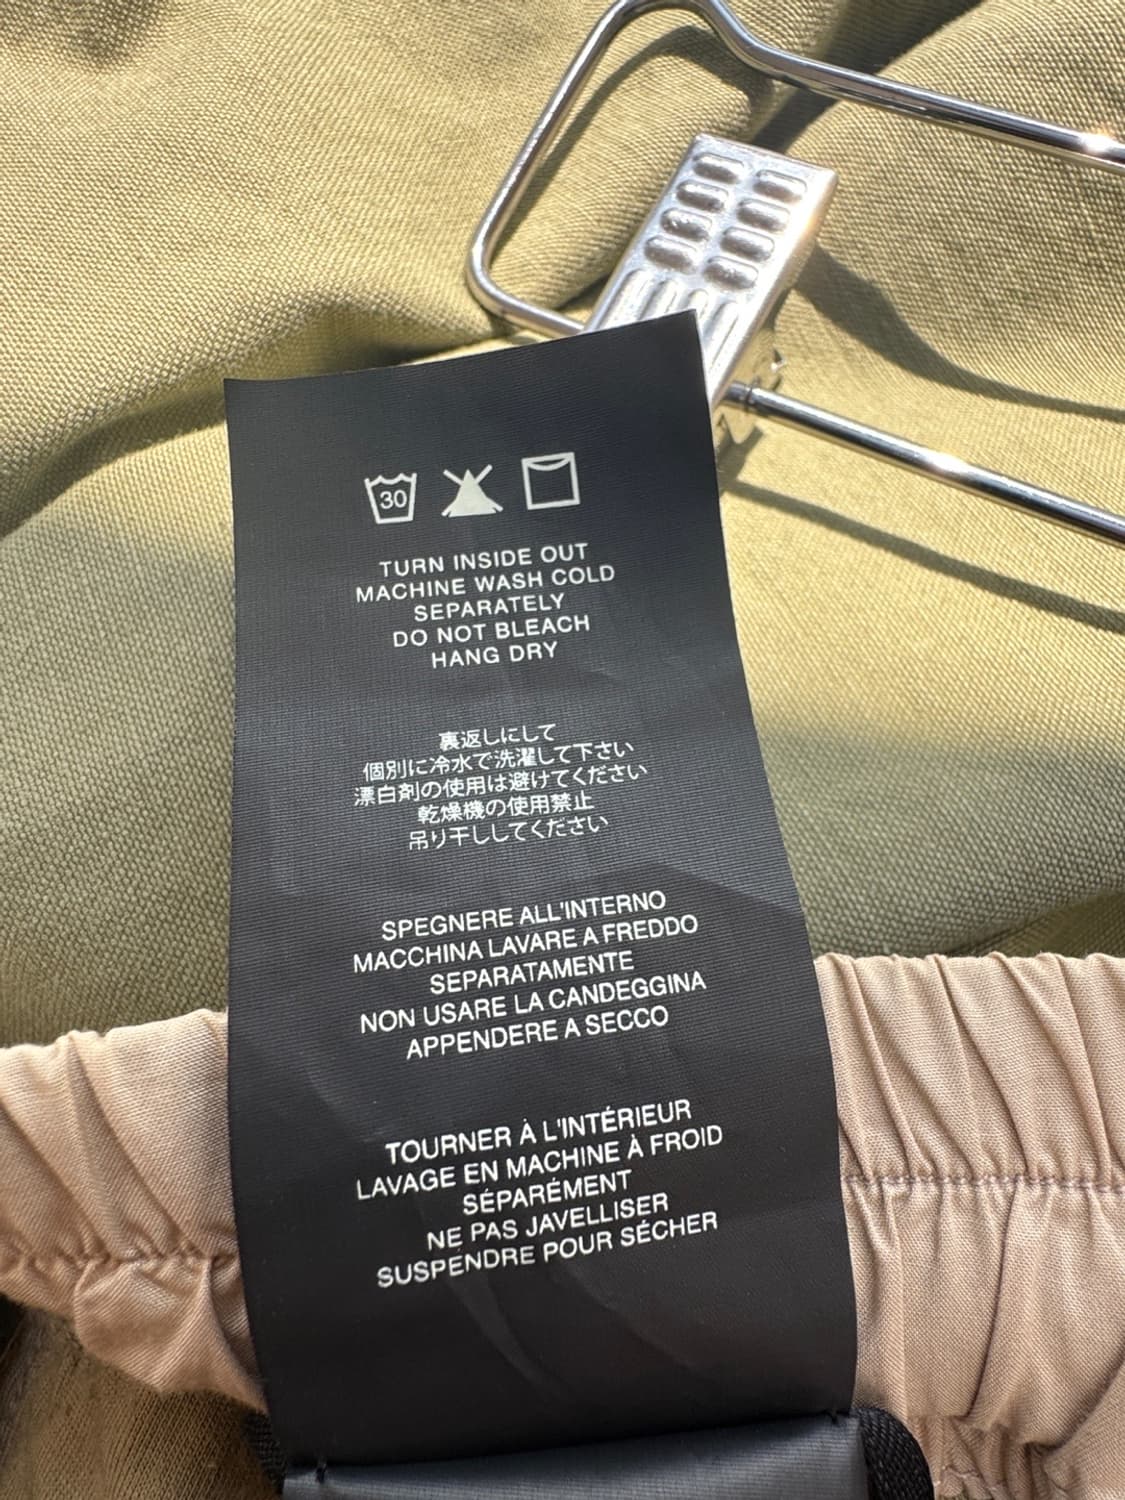 30
TURN INSIDE OUT
MACHINE WASH COLD
SEPARATELY
DO NOT BLEACH
HANG DRY
裏返しにして
個別に冷水で洗濯して下さい
漂白剤の使用は避けてください
乾燥機の使用禁止
吊り干ししてください
SPEGNERE ALL'INTERNO
MACCHINA LAVARE A FREDDO
SEPARATAMENTE
NON USARE LA CANDEGGINA
APPENDERE A SECCO
TOURNER À L'INTÉRIEUR
LAVAGE EN MACHINE À FROID
SÉPARÉMENT
NE PAS JAVELLISER
SUSPENDRE POUR SÉCHER